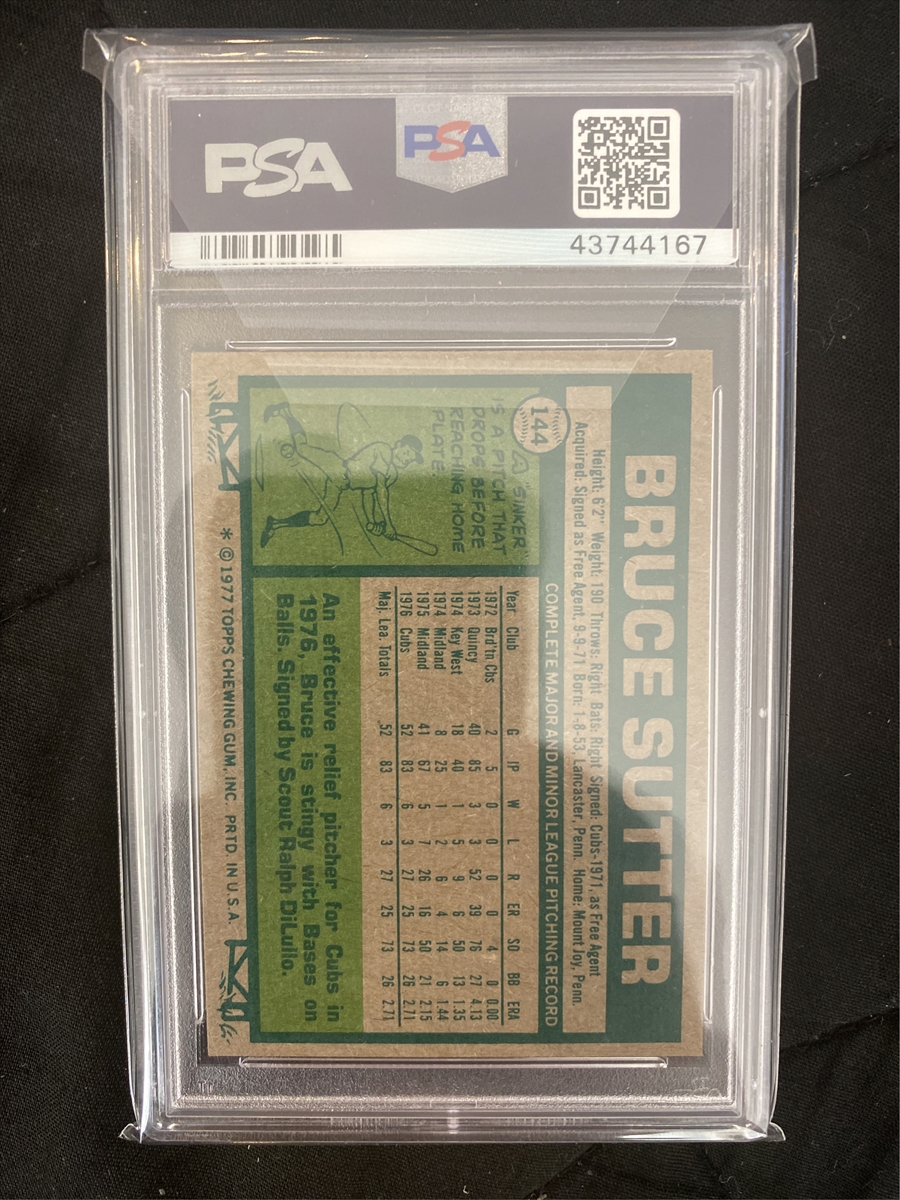 PSA
PSA
43744167
BRUCE SUTTER
Height: 6'2" Weight: 190 Throws: Right Bats: Right Signed: Cubs-1971, as Free Agent
Acquired: Signed as Free Agent, 9-9-71 Born: 1-8-53, Lancaster, Penn. Home: Mount Joy, Penn.
144
COMPLETE MAJOR AND MINOR LEAGUE PITCHING RECORD
Year Club G IP W L R ER SO BB ERA
1972 Brd'tn Cbs 2 5 0 0 0 0 4 0 0.00
1973 Quincy 40 85 3 3 52 39 76 27 4.13
1974 Key West 18 40 1 5 9 6 50 13 1.35
1974 Midland 8 25 1 2 6 4 14 6 1.44
1975 Midland 41 67 5 7 26 16 50 21 2.15
1976 Cubs 52 83 6 3 27 25 73 26 2.71
Maj. Lea. Totals 52 83 6 3 27 25 73 26 2.71
A "SINKER"
IS A PITCH THAT
DROPS BEFORE
REACHING HOME
PLATE
An effective relief pitcher for Cubs in
1976, Bruce is stingy with Bases on
Balls. Signed by Scout Ralph DiLullo.
* © 1977 TOPPS CHEWING GUM, INC. PRTD. IN U.S.A.